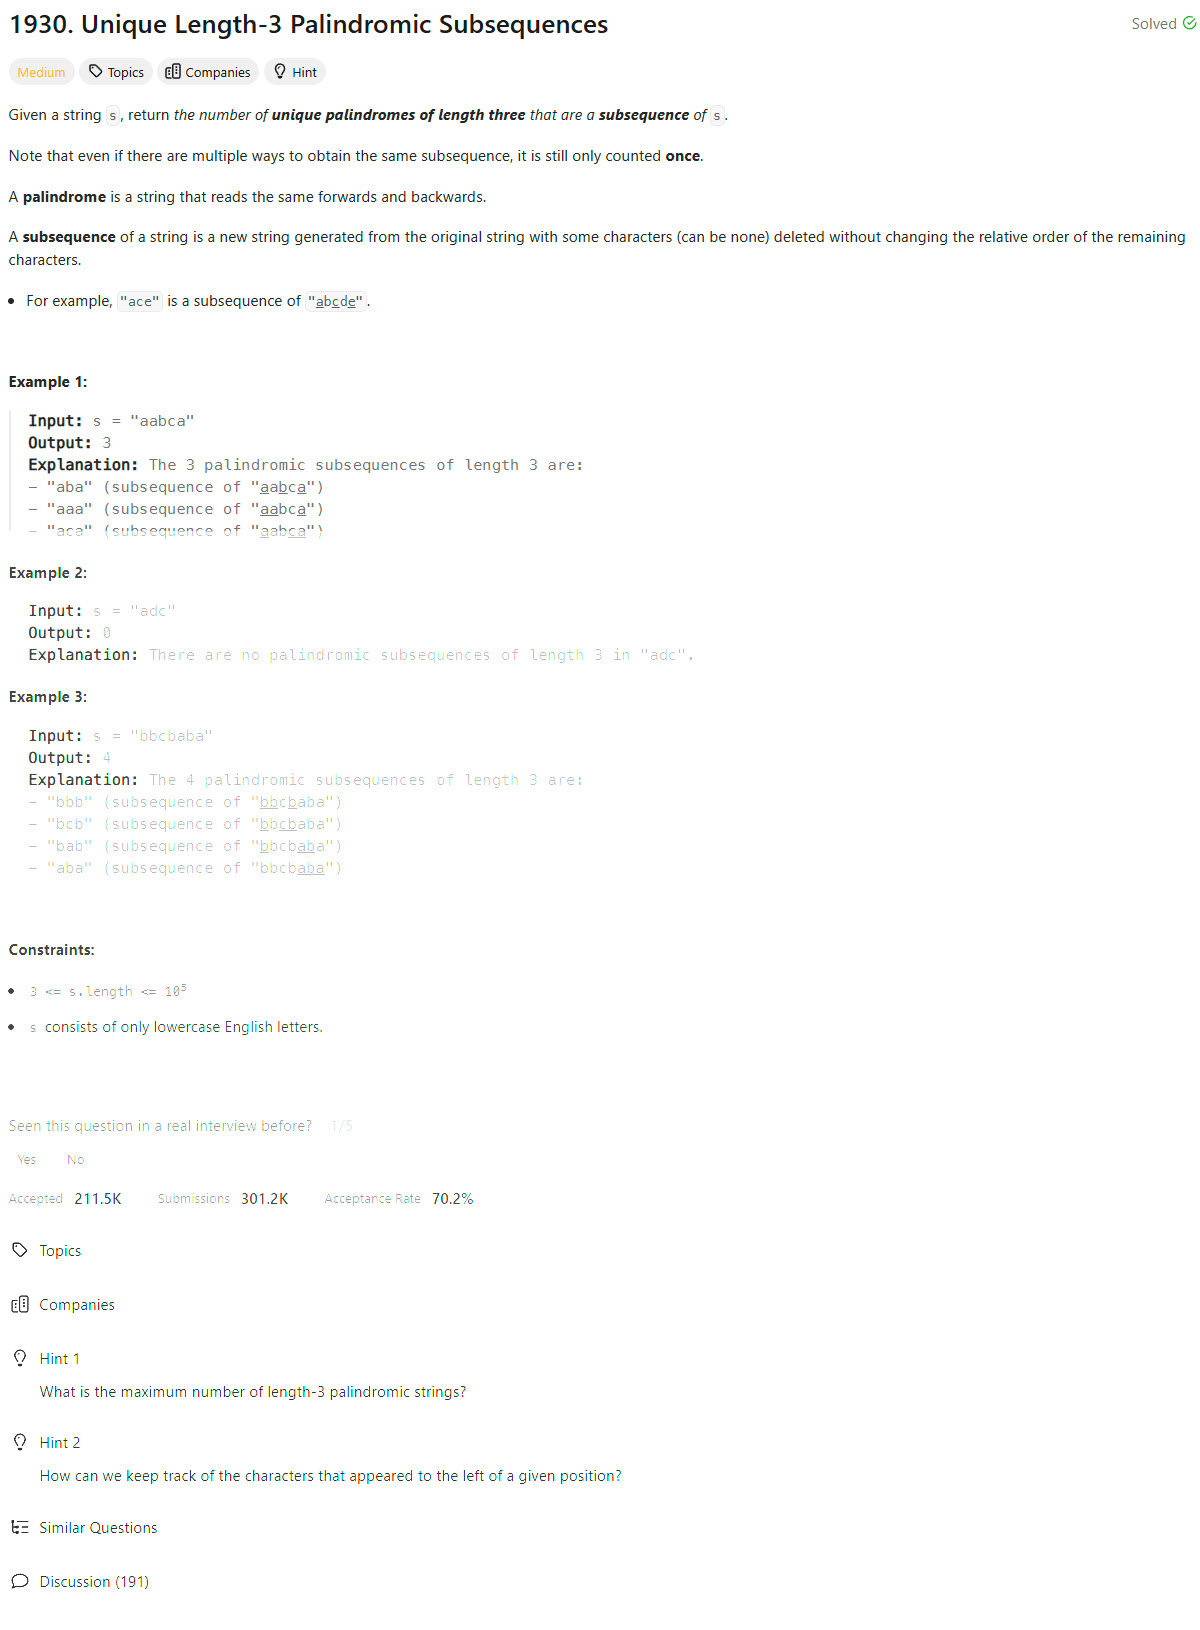 1930. Unique Length-3 Palindromic Subsequences
Solved
Medium Topics Companies Hint
Given a string s, return the number of unique palindromes of length three that are a subsequence of s.
Note that even if there are multiple ways to obtain the same subsequence, it is still only counted once.
A palindrome is a string that reads the same forwards and backwards.
A subsequence of a string is a new string generated from the original string with some characters (can be none) deleted without changing the relative order of the remaining
characters.
• For example, "ace" is a subsequence of "abcde".
Example 1:
Input: s = "aabca"
Output: 3
Explanation: The 3 palindromic subsequences of length 3 are:
- "aba" (subsequence of "aabca")
- "aaa" (subsequence of "aabca")
- "aca" (subsequence of "aabca")
Example 2:
Input: s = "adc"
Output: 0
Explanation: There are no palindromic subsequences of length 3 in "adc".
Example 3:
Input: s = "bbcbaba"
Output: 4
Explanation: The 4 palindromic subsequences of length 3 are:
- "bbb" (subsequence of "bbcbaba")
- "bcb" (subsequence of "bbcbaba")
- "bab" (subsequence of "bbcbaba")
- "aba" (subsequence of "bbcbaba")
Constraints:
• 3 <= s.length <= 10⁵
• s consists of only lowercase English letters.
Seen this question in a real interview before? 1/5
Yes No
Accepted 211.5K Submissions 301.2K Acceptance Rate 70.2%
Topics
Companies
Hint 1
What is the maximum number of length-3 palindromic strings?
Hint 2
How can we keep track of the characters that appeared to the left of a given position?
Similar Questions
Discussion (191)